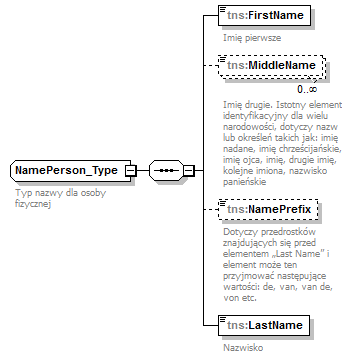 tns:FirstName
Imię pierwsze
tns:MiddleName
0..∞
Imię drugie. Istotny element
identyfikacyjny dla wielu
narodowości, dotyczy nazw
lub określeń takich jak: imię
nadane, imię chrześcijańskie,
imię ojca, imię, drugie imię,
kolejne imiona, nazwisko
panieńskie
NamePerson_Type
Typ nazwy dla osoby
fizycznej
tns:NamePrefix
Dotyczy przedrostków
znajdujących się przed
elementem „Last Name” i
element może ten
przyjmować następujące
wartości: de, van, van de,
von etc.
tns:LastName
Nazwisko